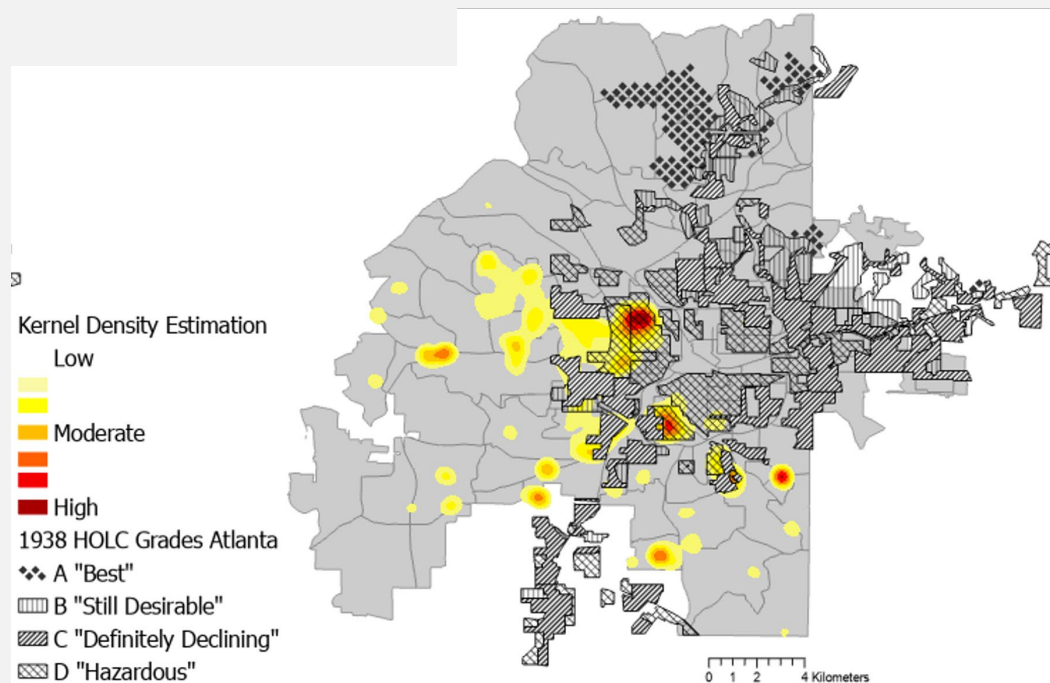 Kernel Density Estimation
Low
Moderate
High
1938 HOLC Grades Atlanta
A "Best"
B "Still Desirable"
C "Definitely Declining"
D "Hazardous"
0 1 2 4 Kilometers